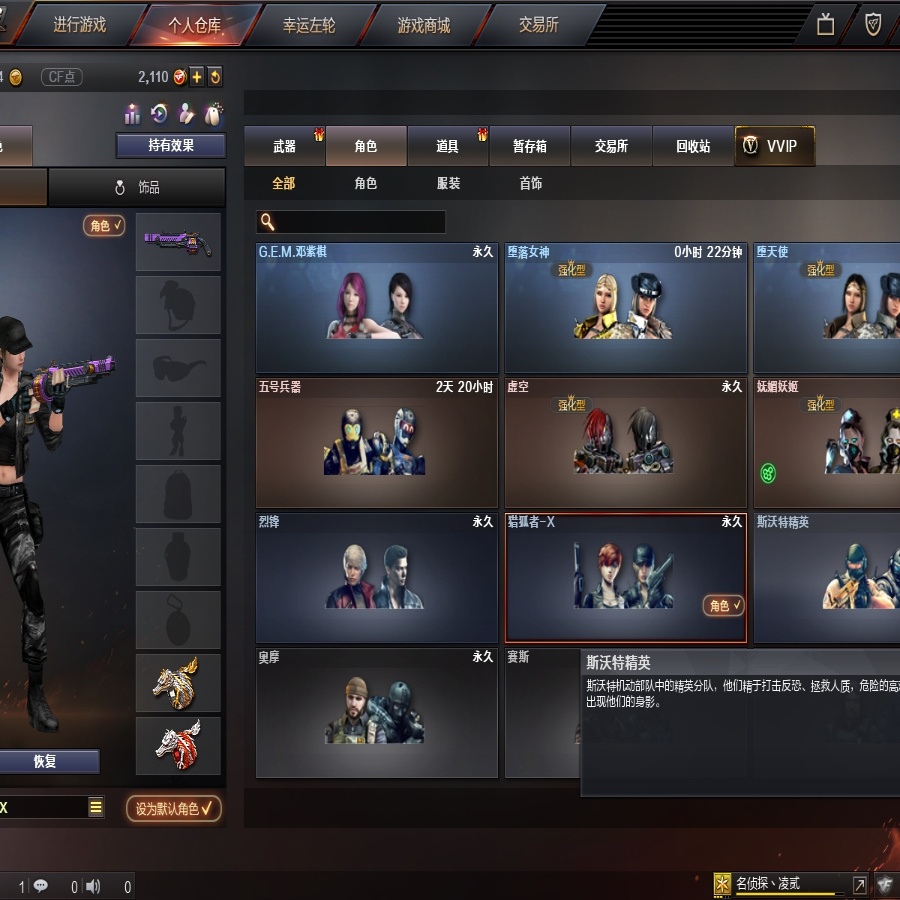 进行游戏
个人仓库
幸运左轮
游戏商城
交易所
4
CF点
2,110
持有效果
饰品
武器
角色
道具
暂存箱
交易所
回收站
VVIP
全部
角色
服装
首饰
角色
G.E.M.邓紫棋
永久
堕落女神
0小时 22分钟
强化型
堕天使
强化型
五号兵器
2天 20小时
虚空
永久
强化型
妩媚妖姬
强化型
烈锋
永久
猎狐者-X
永久
角色
斯沃特精英
奥摩
永久
赛斯
斯沃特精英
斯沃特机动部队中的精英分队，他们精于打击反恐、拯救人质，危险的高
出现他们的身影。
恢复
X
设为默认角色
1
0
0
名侦探丶凌贰